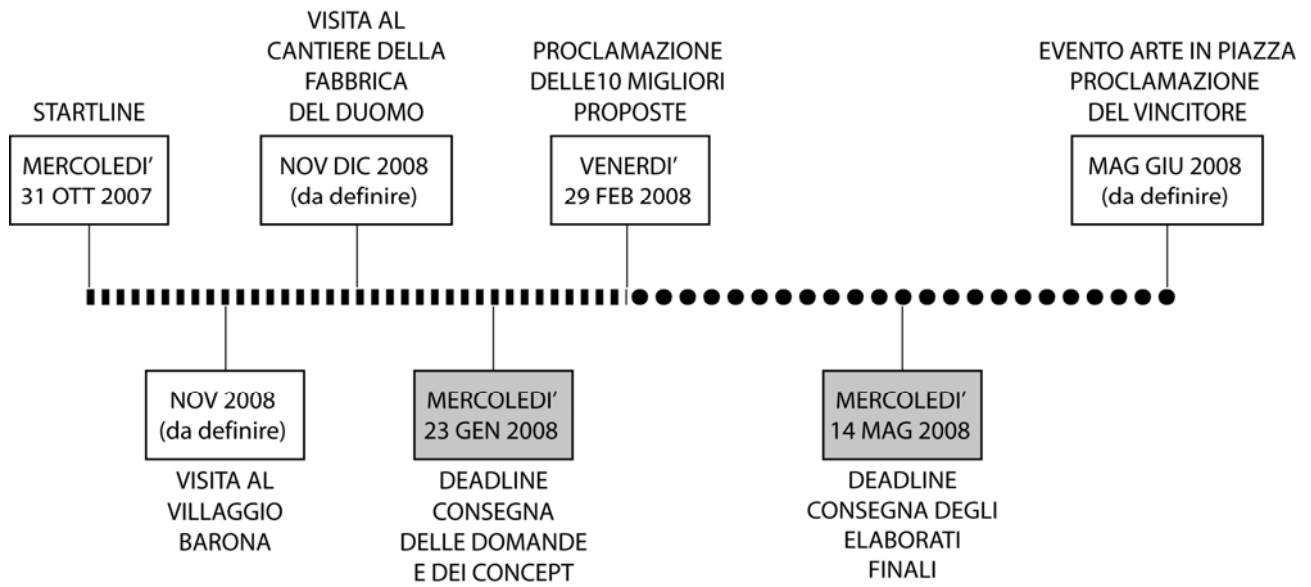 STARTLINE
MERCOLEDI'
31 OTT 2007
NOV 2008
(da definire)
VISITA AL
VILLAGGIO
BARONA
VISITA AL
CANTIERE DELLA
FABBRICA
DEL DUOMO
NOV DIC 2008
(da definire)
MERCOLEDI'
23 GEN 2008
DEADLINE
CONSEGNA
DELLE DOMANDE
E DEI CONCEPT
PROCLAMAZIONE
DELLE10 MIGLIORI
PROPOSTE
VENERDI'
29 FEB 2008
MERCOLEDI'
14 MAG 2008
DEADLINE
CONSEGNA DEGLI
ELABORATI
FINALI
EVENTO ARTE IN PIAZZA
PROCLAMAZIONE
DEL VINCITORE
MAG GIU 2008
(da definire)